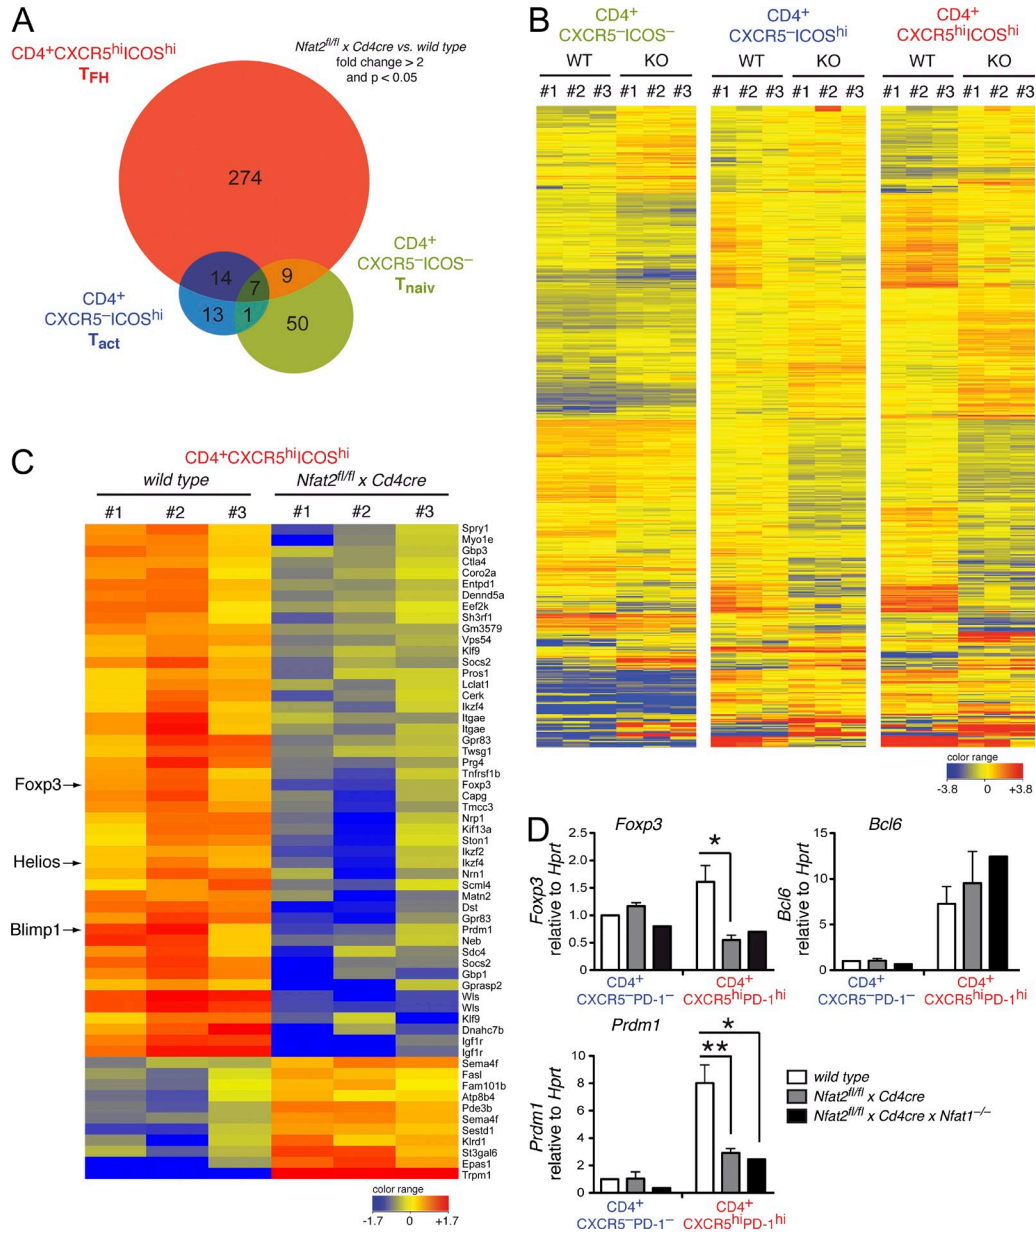 A
CD4+CXCR5hiICOShi
TFH
Nfat2fl/fl x Cd4cre vs. wild type
fold change > 2
and p < 0.05
274
14
7
9
13
1
50
CD4+
CXCR5–ICOS–
Tnaiv
CD4+
CXCR5–ICOShi
Tact
B
CD4+
CXCR5–ICOS–
CD4+
CXCR5–ICOShi
CD4+
CXCR5hiICOShi
WT KO WT KO WT KO
#1 #2 #3 #1 #2 #3 #1 #2 #3 #1 #2 #3 #1 #2 #3 #1 #2 #3
color range
-3.8 0 +3.8
C
CD4+CXCR5hiICOShi
wild type Nfat2fl/fl x Cd4cre
#1 #2 #3 #1 #2 #3
Spry1
Myo1e
Gbp3
Ctla4
Coro2a
Entpd1
Dennd5a
Eef2k
Sh3rf1
Gm3579
Vps54
Klf9
Socs2
Pros1
Lclat1
Cerk
Ikzf4
Itgae
Itgae
Gpr83
Twsg1
Prg4
Tnfrsf1b
Foxp3
Capg
Tmcc3
Nrp1
Kif13a
Ston1
Ikzf2
Ikzf4
Nrn1
Scml4
Matn2
Dst
Gpr83
Prdm1
Neb
Sdc4
Socs2
Gbp1
Gprasp2
Wls
Wls
Klf9
Dnahc7b
Igf1r
Igf1r
Sema4f
Fasl
Fam101b
Atp8b4
Pde3b
Sema4f
Sestd1
Klrd1
St3gal6
Epas1
Trpm1
Foxp3
Helios
Blimp1
color range
-1.7 0 +1.7
D
Foxp3
Foxp3
relative to Hprt
2.5
2.0
1.5
1.0
0.5
0
*
CD4+
CXCR5–PD-1–
CD4+
CXCR5hiPD-1hi
Bcl6
Bcl6
relative to Hprt
15
10
5
0
CD4+
CXCR5–PD-1–
CD4+
CXCR5hiPD-1hi
Prdm1
Prdm1
relative to Hprt
10
8
6
4
2
0
*
**
CD4+
CXCR5–PD-1–
CD4+
CXCR5hiPD-1hi
wild type
Nfat2fl/fl x Cd4cre
Nfat2fl/fl x Cd4cre x Nfat1–/–